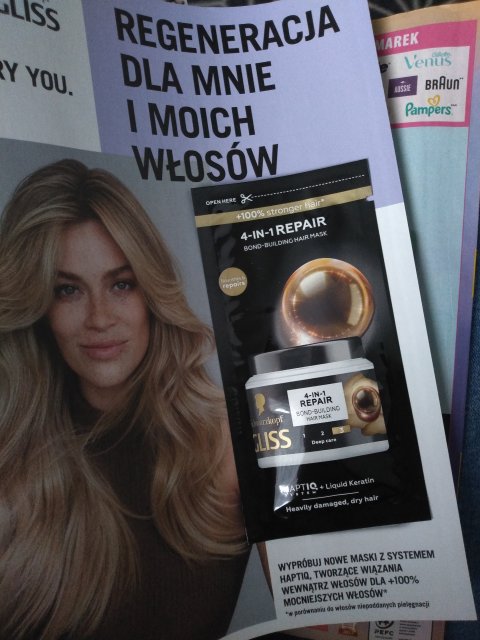 GLISS
RY YOU.
REGENERACJA
DLA MNIE
I MOICH
WŁOSÓW
MAREK
Gillette
Venus
AUSSIE
BRAUN
Pampers
OPEN HERE
+100% stronger hair*
4-IN-1 REPAIR
BOND-BUILDING HAIR MASK
repairs
4-IN-1
REPAIR
BOND-BUILDING
HAIR MASK
Schwarzkopf
GLISS
1 2 3
Deep care
HAPTIQ + Liquid Keratin
SYSTEM
Heavily damaged, dry hair
WYPRÓBUJ NOWE MASKI Z SYSTEMEM
HAPTIQ, TWORZĄCE WIĄZANIA
WEWNĄTRZ WŁOSÓW DLA +100%
MOCNIEJSZYCH WŁOSÓW*
*w porównaniu do włosów niepoddanych pielęgnacji
PEFC